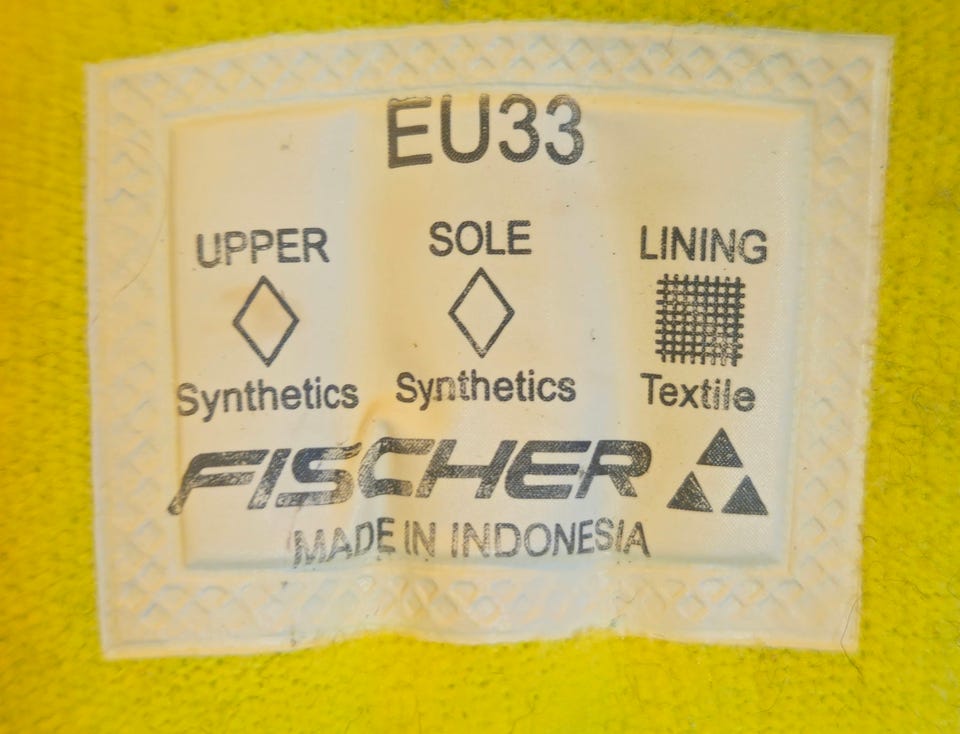 EU33
UPPER SOLE LINING
Synthetics Synthetics Textile
FISCHER
MADE IN INDONESIA